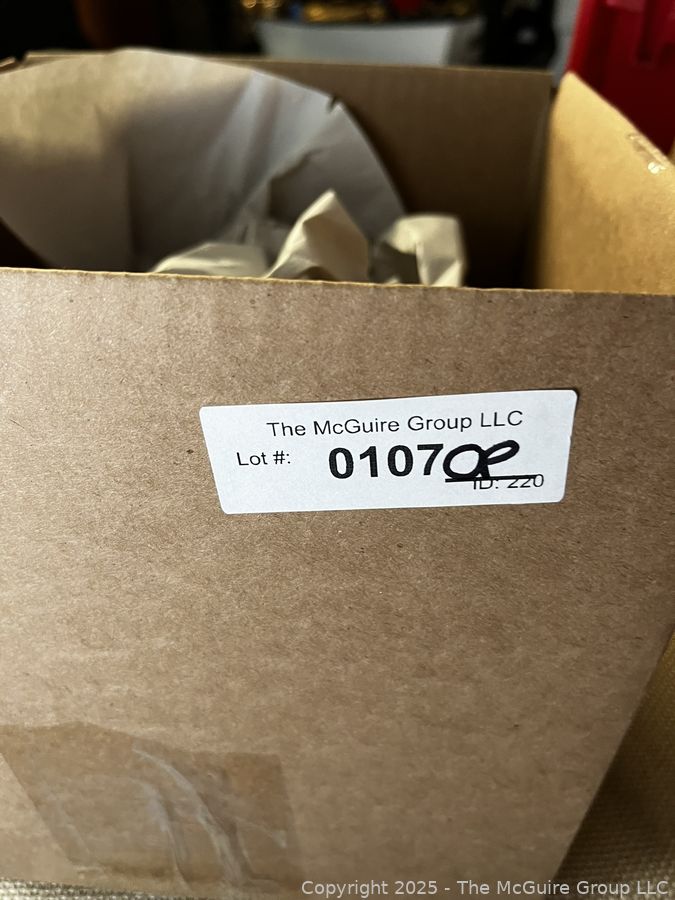 The McGuire Group LLC
Lot #: 0107
ID: 220
Copyright 2025 - The McGuire Group LLC